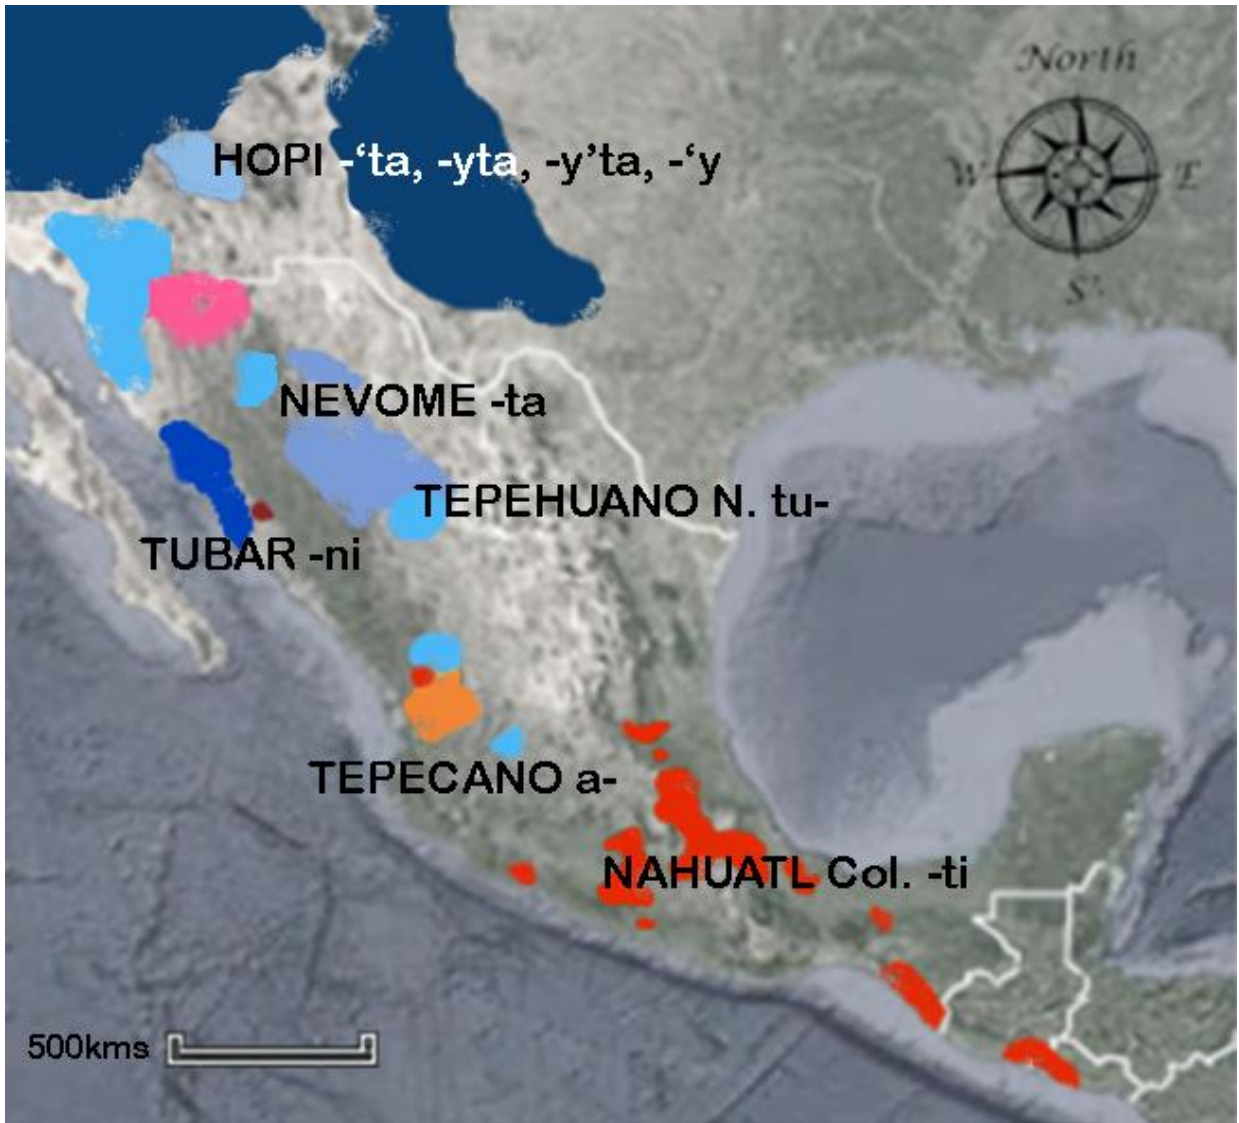 North
HOPI -‘ta, -yta, -y’ta, -‘y
W E
S
NEVOME -ta
TEPEHUANO N. tu-
TUBAR -ni
TEPECANO a-
NAHUATL Col. -ti
500kms